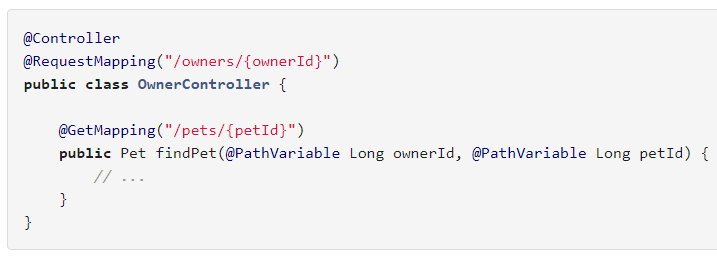 @Controller
@RequestMapping("/owners/{ownerId}")
public class OwnerController {
@GetMapping("/pets/{petId}")
public Pet findPet(@PathVariable Long ownerId, @PathVariable Long petId) {
// ...
}
}